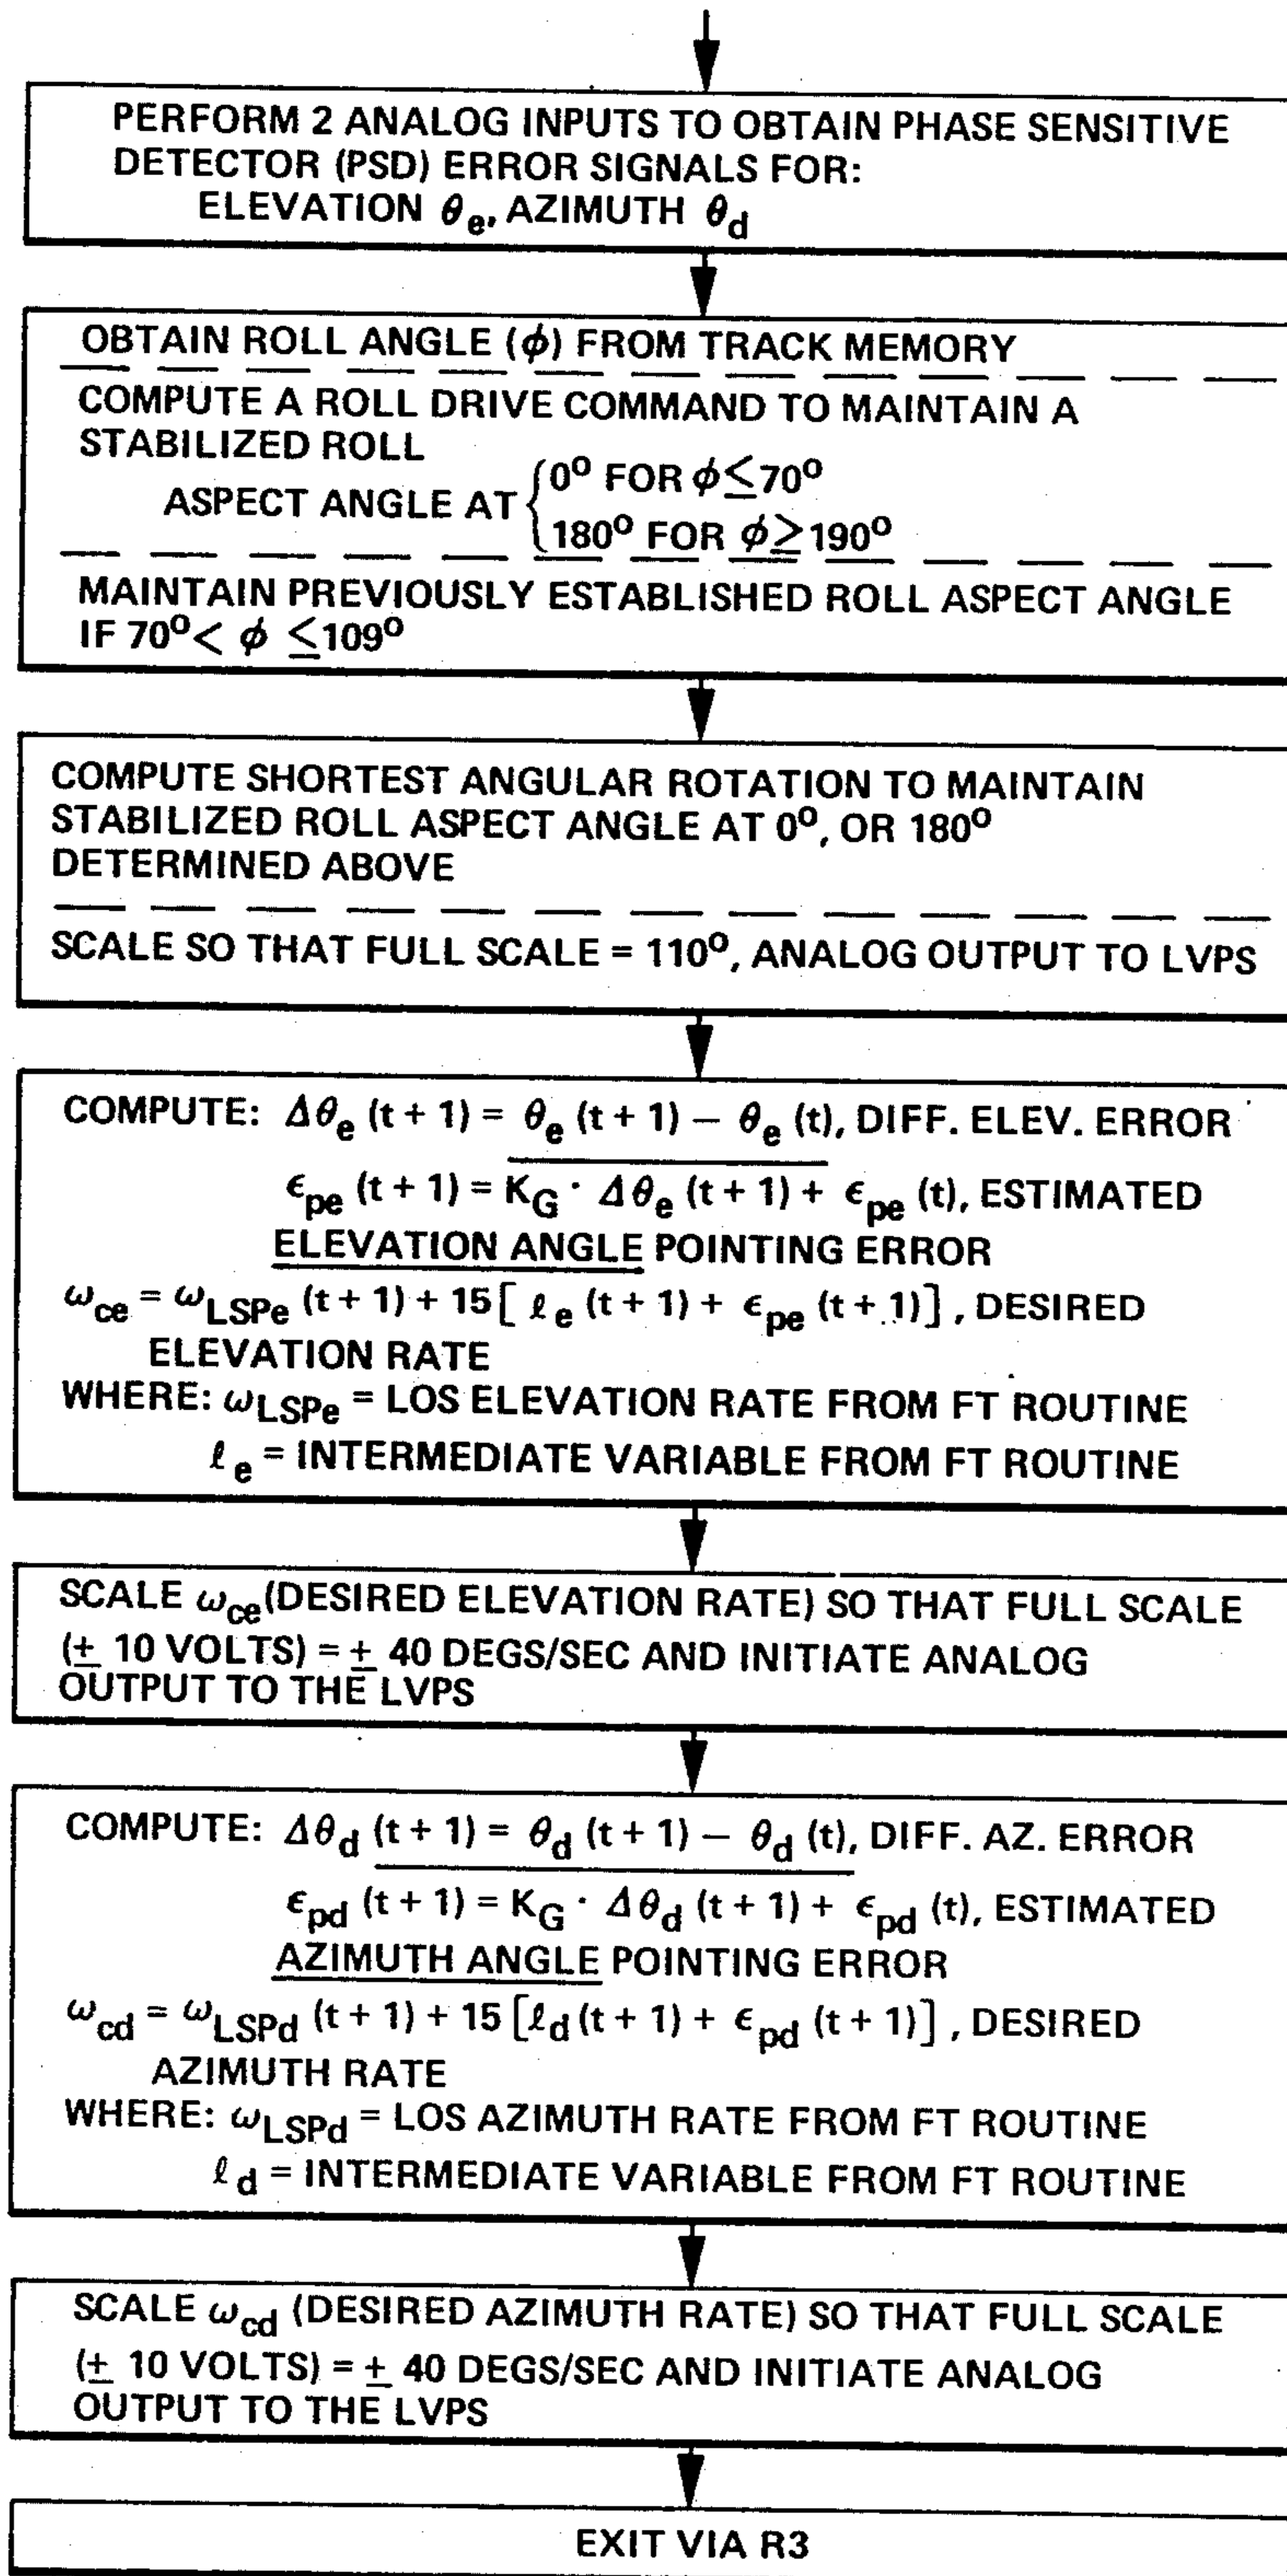 PERFORM 2 ANALOG INPUTS TO OBTAIN PHASE SENSITIVE
DETECTOR (PSD) ERROR SIGNALS FOR:
ELEVATION θe, AZIMUTH θd
OBTAIN ROLL ANGLE (ϕ) FROM TRACK MEMORY
COMPUTE A ROLL DRIVE COMMAND TO MAINTAIN A
STABILIZED ROLL
ASPECT ANGLE AT { 0° FOR ϕ ≤ 70°
180° FOR ϕ ≥ 190°
MAINTAIN PREVIOUSLY ESTABLISHED ROLL ASPECT ANGLE
IF 70° < ϕ ≤ 109°
COMPUTE SHORTEST ANGULAR ROTATION TO MAINTAIN
STABILIZED ROLL ASPECT ANGLE AT 0°, OR 180°
DETERMINED ABOVE
SCALE SO THAT FULL SCALE = 110°, ANALOG OUTPUT TO LVPS
COMPUTE: Δθe (t + 1) = θe (t + 1) − θe (t), DIFF. ELEV. ERROR
ϵpe (t + 1) = KG · Δθe (t + 1) + ϵpe (t), ESTIMATED
ELEVATION ANGLE POINTING ERROR
ωce = ωLSPe (t + 1) + 15 [ ℓe (t + 1) + ϵpe (t + 1)] , DESIRED
ELEVATION RATE
WHERE: ωLSPe = LOS ELEVATION RATE FROM FT ROUTINE
ℓe = INTERMEDIATE VARIABLE FROM FT ROUTINE
SCALE ωce (DESIRED ELEVATION RATE) SO THAT FULL SCALE
(± 10 VOLTS) = ± 40 DEGS/SEC AND INITIATE ANALOG
OUTPUT TO THE LVPS
COMPUTE: Δθd (t + 1) = θd (t + 1) − θd (t), DIFF. AZ. ERROR
ϵpd (t + 1) = KG · Δθd (t + 1) + ϵpd (t), ESTIMATED
AZIMUTH ANGLE POINTING ERROR
ωcd = ωLSPd (t + 1) + 15 [ℓd (t + 1) + ϵpd (t + 1)] , DESIRED
AZIMUTH RATE
WHERE: ωLSPd = LOS AZIMUTH RATE FROM FT ROUTINE
ℓd = INTERMEDIATE VARIABLE FROM FT ROUTINE
SCALE ωcd (DESIRED AZIMUTH RATE) SO THAT FULL SCALE
(± 10 VOLTS) = ± 40 DEGS/SEC AND INITIATE ANALOG
OUTPUT TO THE LVPS
EXIT VIA R3